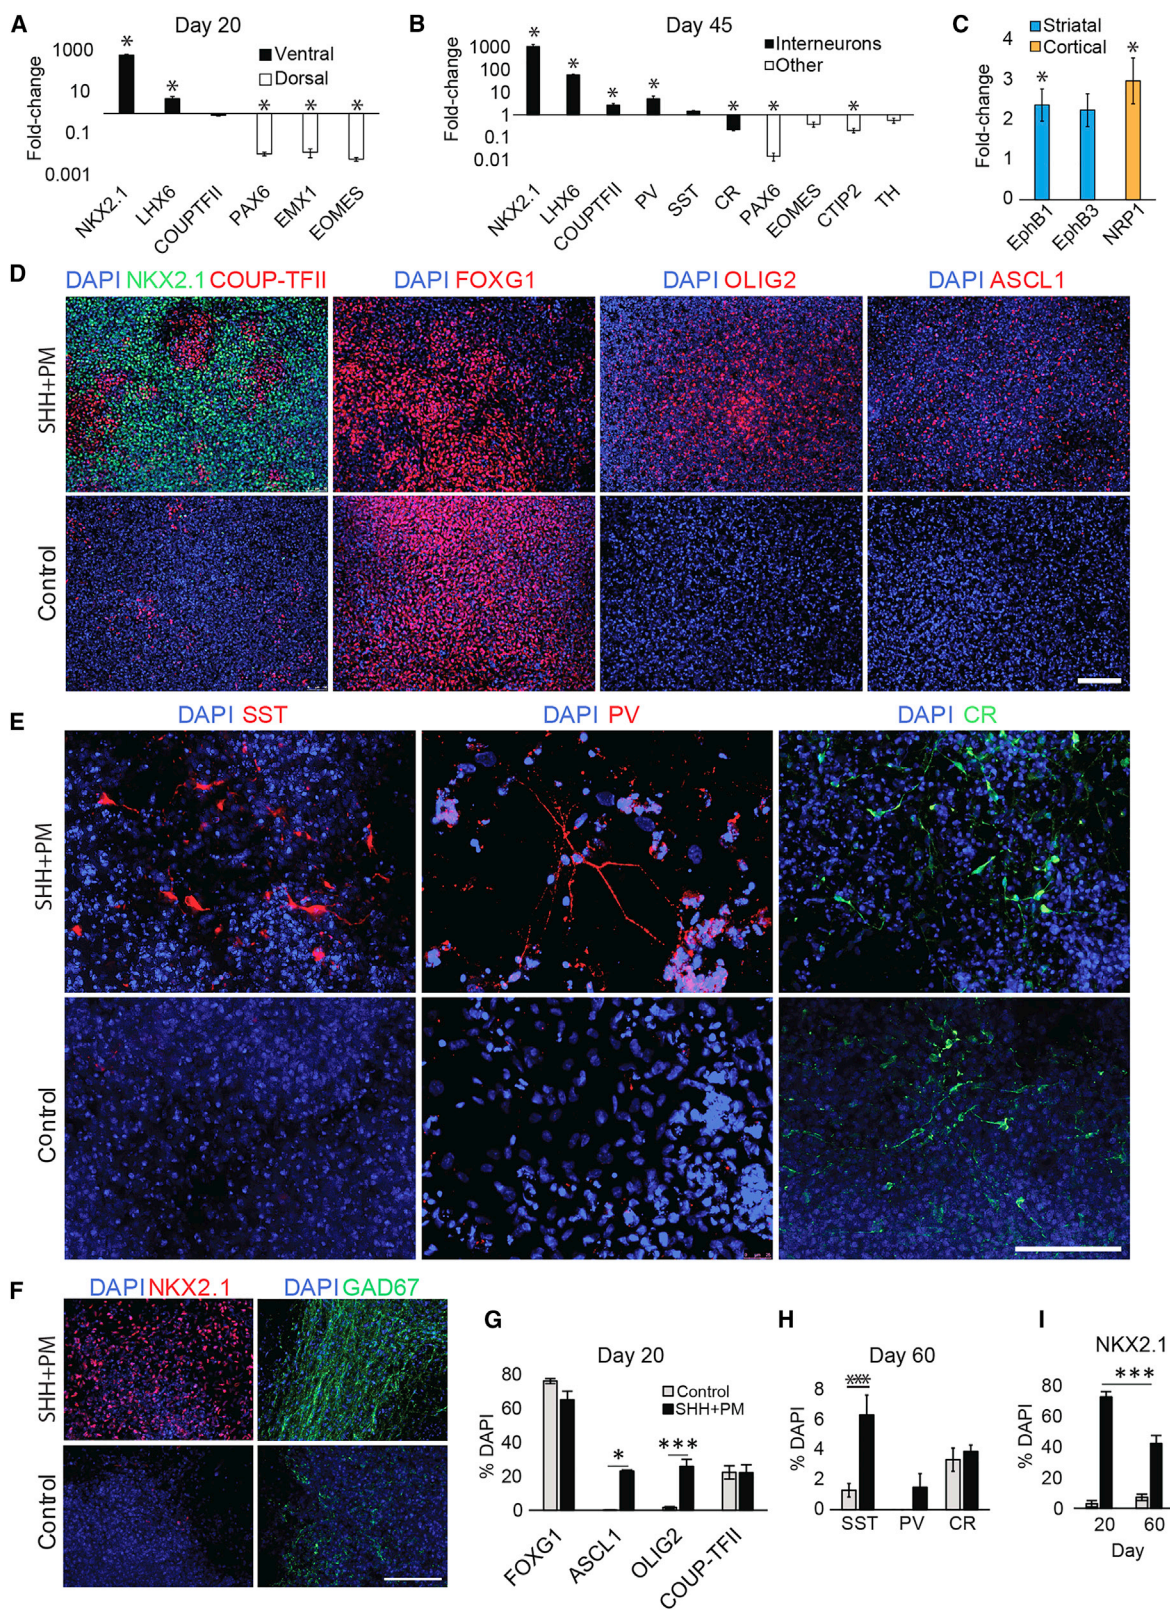 A
Day 20
Fold-change
1000
10
0.1
0.001
*
*
*
*
*
Ventral
Dorsal
NKX2.1
LHX6
COUPTFII
PAX6
EMX1
EOMES
B
Day 45
Fold-change
1000
100
10
1
0.1
0.01
*
*
*
*
*
*
*
Interneurons
Other
NKX2.1
LHX6
COUPTFII
PV
SST
CR
PAX6
EOMES
CTIP2
TH
C
Striatal
Cortical
Fold-change
4
3
2
1
0
*
*
EphB1
EphB3
NRP1
D
DAPI NKX2.1 COUP-TFII
DAPI FOXG1
DAPI OLIG2
DAPI ASCL1
SHH+PM
Control
E
DAPI SST
DAPI PV
DAPI CR
SHH+PM
Control
F
DAPI NKX2.1
DAPI GAD67
SHH+PM
Control
G
Day 20
% DAPI
80
60
40
20
0
Control
SHH+PM
*
***
FOXG1
ASCL1
OLIG2
COUP-TFII
H
Day 60
% DAPI
8
6
4
2
0
***
SST
PV
CR
I
NKX2.1
% DAPI
80
60
40
20
0
***
20
60
Day